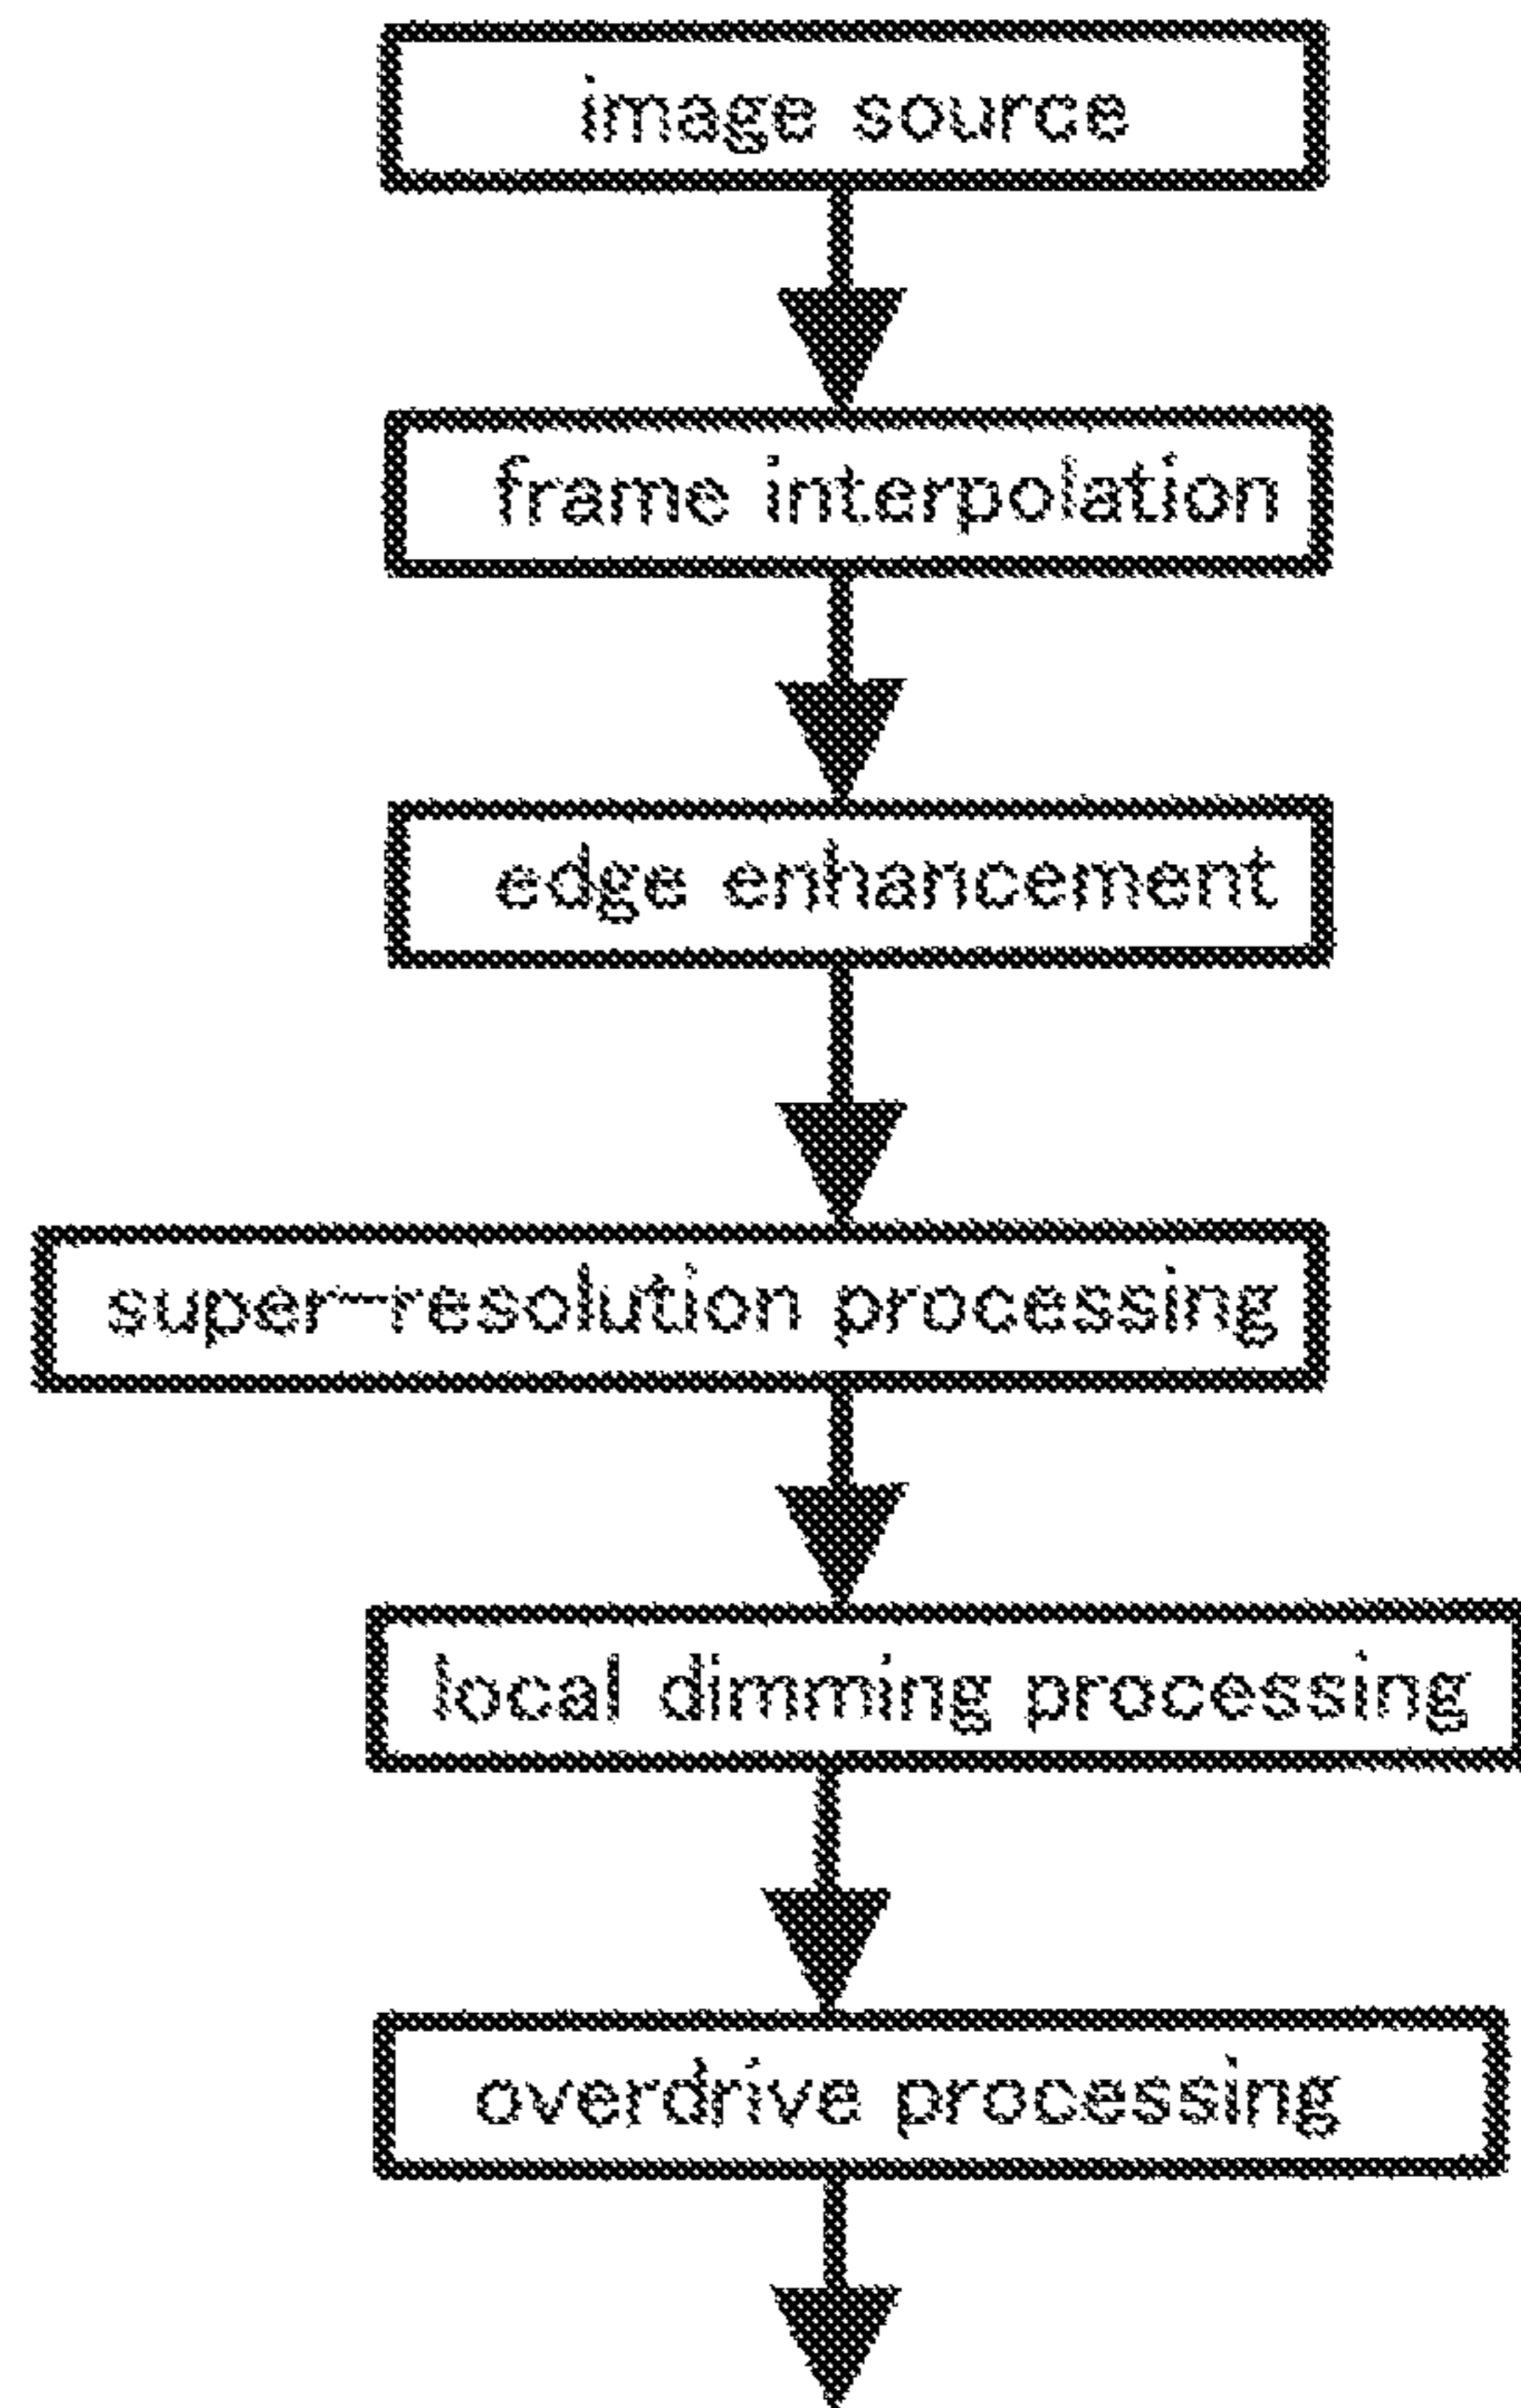 image source
frame interpolation
edge enhancement
super-resolution processing
local dimming processing
overdrive processing